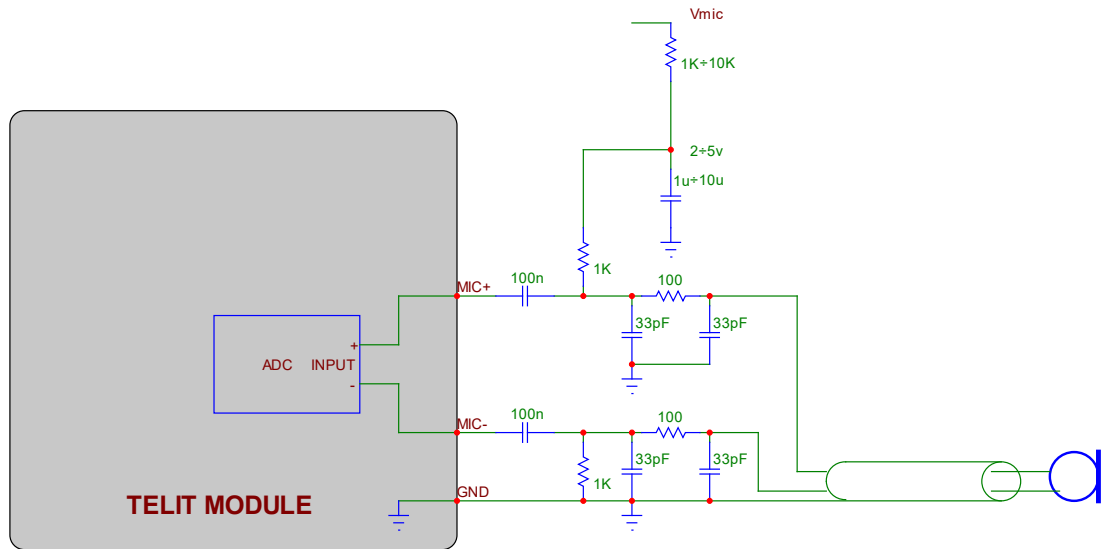 Vmic
1K÷10K
2÷5v
1u÷10u
1K
100n
100
MIC+
33pF
33pF
+
ADC INPUT
-
100n
100
MIC-
33pF
33pF
1K
GND
TELIT MODULE